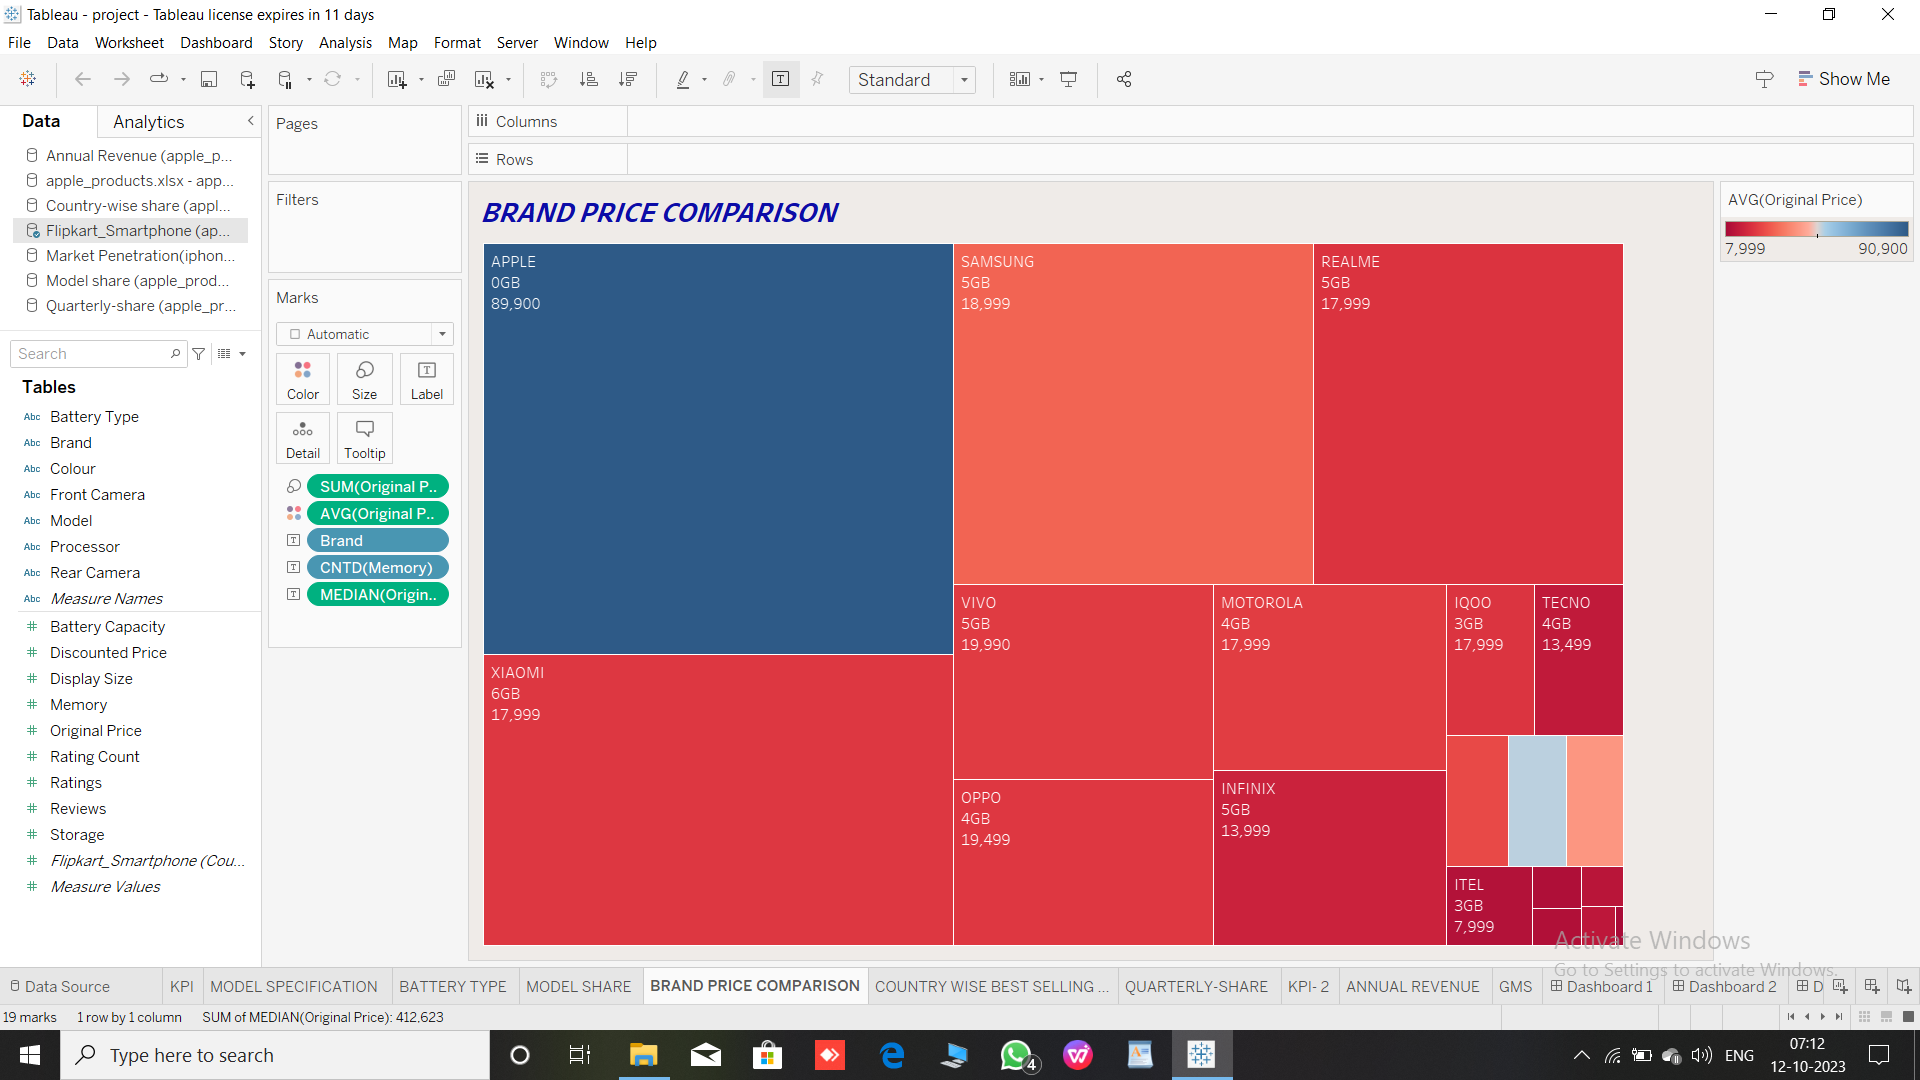 Tableau - project - Tableau license expires in 11 days
File Data Worksheet Dashboard Story Analysis Map Format Server Window Help
Standard
Show Me
Data Analytics
Annual Revenue (apple_p...
apple_products.xlsx - app...
Country-wise share (appl...
Flipkart_Smartphone (ap...
Market Penetration(iphon...
Model share (apple_prod...
Quarterly-share (apple_pr...
Search
Tables
Abc Battery Type
Abc Brand
Abc Colour
Abc Front Camera
Abc Model
Abc Processor
Abc Rear Camera
Abc Measure Names
# Battery Capacity
# Discounted Price
# Display Size
# Memory
# Original Price
# Rating Count
# Ratings
# Reviews
# Storage
# Flipkart_Smartphone (Cou...
# Measure Values
Pages
Filters
Marks
Automatic
Color
Size
Label
Detail
Tooltip
SUM(Original P..
AVG(Original P..
Brand
CNTD(Memory)
MEDIAN(Origin..
Columns
Rows
BRAND PRICE COMPARISON
APPLE
0GB
89,900
SAMSUNG
5GB
18,999
REALME
5GB
17,999
XIAOMI
6GB
17,999
VIVO
5GB
19,990
MOTOROLA
4GB
17,999
IQOO
3GB
17,999
TECNO
4GB
13,499
OPPO
4GB
19,499
INFINIX
5GB
13,999
ITEL
3GB
7,999
AVG(Original Price)
7,999 90,900
Activate Windows
Go to Settings to activate Windows.
Data Source KPI MODEL SPECIFICATION BATTERY TYPE MODEL SHARE BRAND PRICE COMPARISON COUNTRY WISE BEST SELLING ... QUARTERLY-SHARE KPI- 2 ANNUAL REVENUE GMS Dashboard 1 Dashboard 2 D
19 marks 1 row by 1 column SUM of MEDIAN(Original Price): 412,623
Type here to search
4
ENG
07:12
12-10-2023